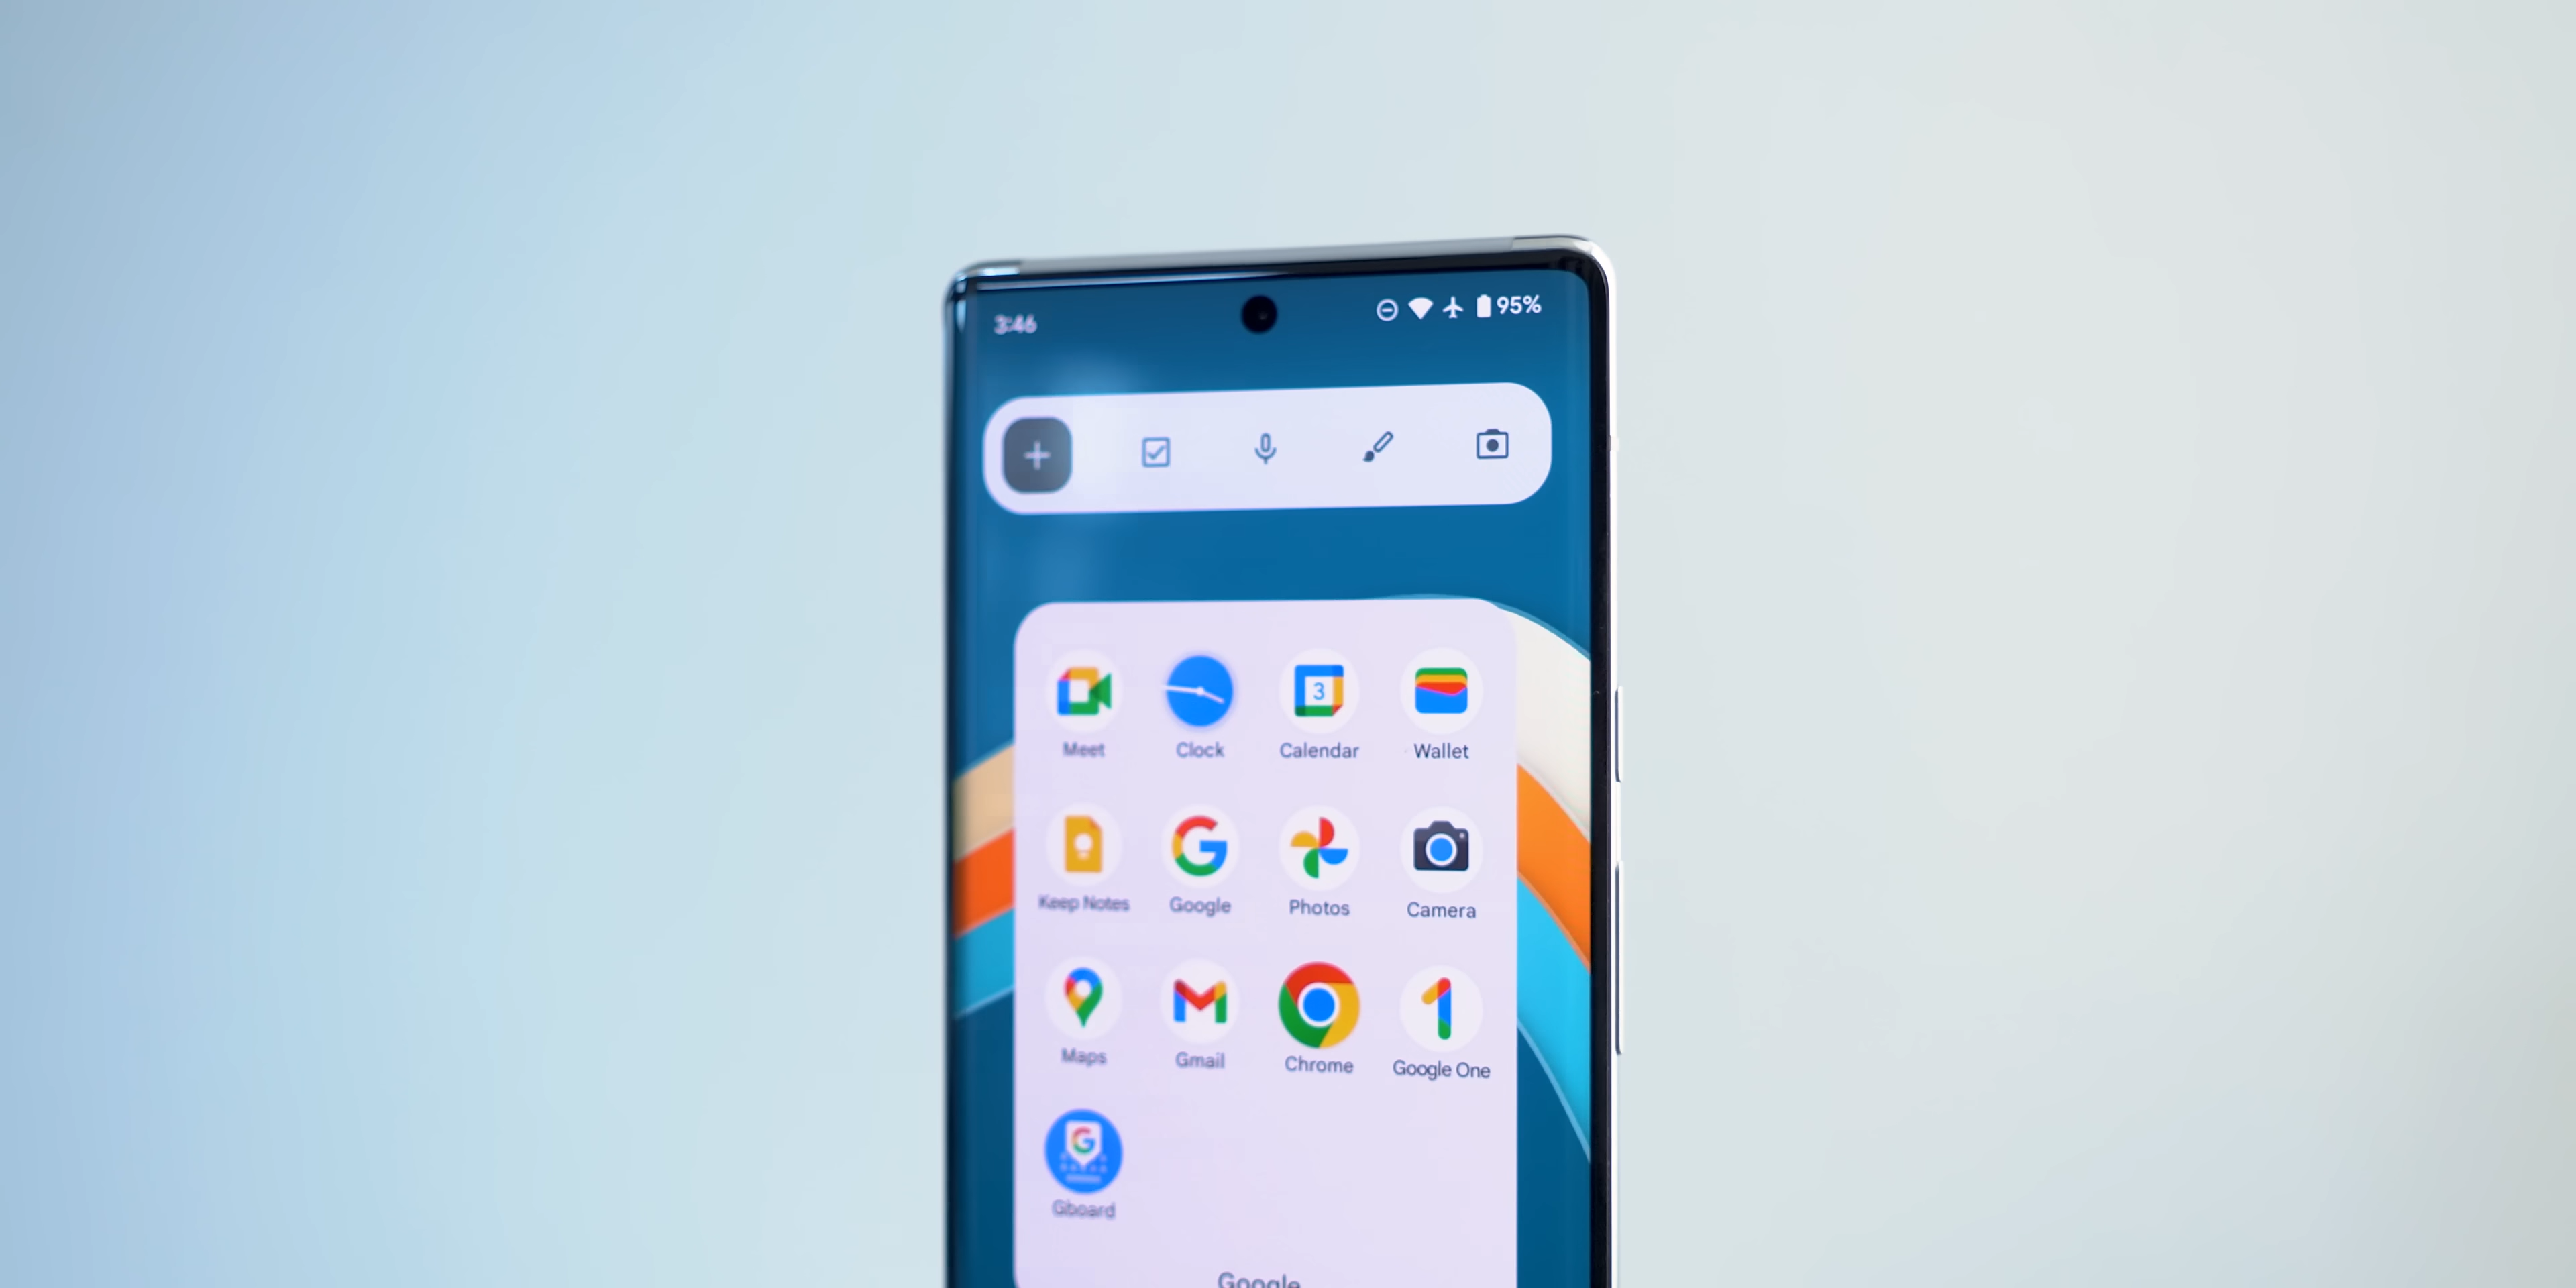 3:46 95%
3
Meet Clock Calendar Wallet
Keep Notes Google Photos Camera
Maps Gmail Chrome Google One
Gboard
Google